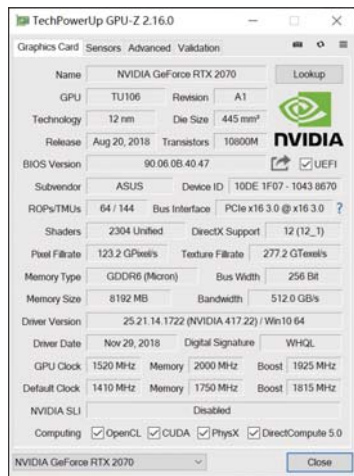 TechPowerUp GPU-Z 2.16.0
Graphics Card Sensors Advanced Validation
Name NVIDIA GeForce RTX 2070 Lookup
GPU TU106 Revision A1
Technology 12 nm Die Size 445 mm²
Release Aug 20, 2018 Transistors 10800M
NVIDIA
BIOS Version 90.06.0B.40.47 UEFI
Subvendor ASUS Device ID 10DE 1F07 - 1043 8670
ROPs/TMUs 64 / 144 Bus Interface PCIe x16 3.0 @ x16 3.0 ?
Shaders 2304 Unified DirectX Support 12 (12_1)
Pixel Fillrate 123.2 GPixel/s Texture Fillrate 277.2 GTexel/s
Memory Type GDDR6 (Micron) Bus Width 256 Bit
Memory Size 8192 MB Bandwidth 512.0 GB/s
Driver Version 25.21.14.1722 (NVIDIA 417.22) / Win10 64
Driver Date Nov 29, 2018 Digital Signature WHQL
GPU Clock 1520 MHz Memory 2000 MHz Boost 1925 MHz
Default Clock 1410 MHz Memory 1750 MHz Boost 1815 MHz
NVIDIA SLI Disabled
Computing OpenCL CUDA PhysX DirectCompute 5.0
NVIDIA GeForce RTX 2070 Close